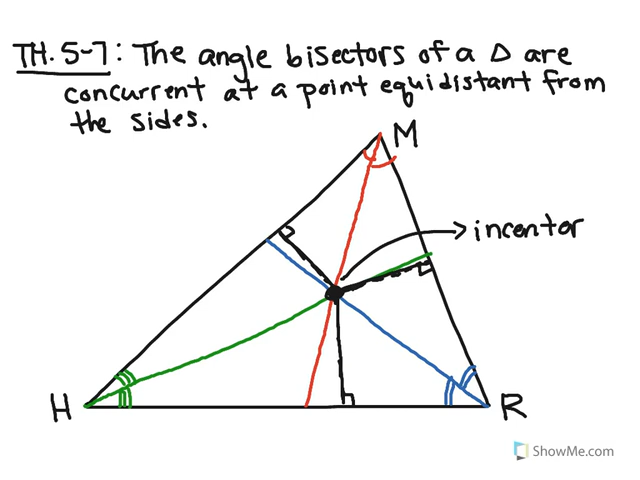 TH. 5-7: The angle bisectors of a Δ are
concurrent at a point equidistant from
the sides.
M
incentor
H
R
ShowMe.com